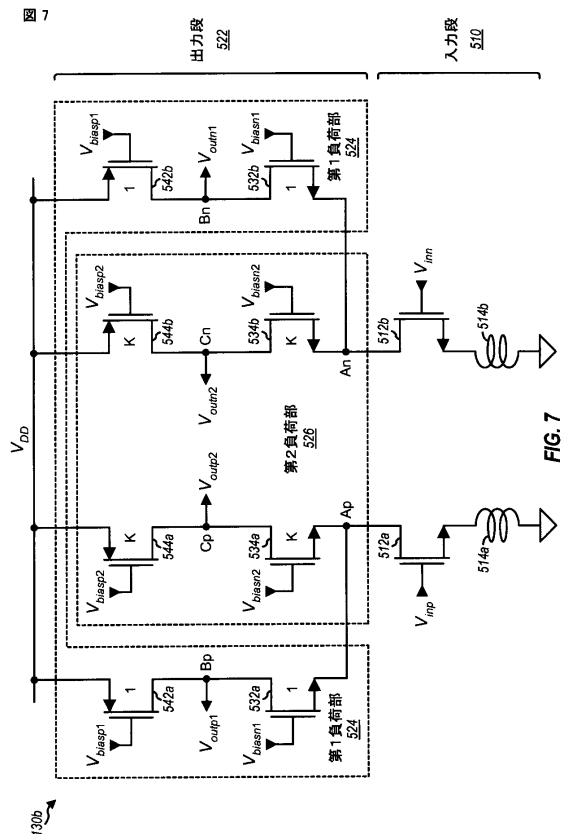 図 7
130b
出力段
522
入力段
510
V_DD
V_biasp1
1
542a
V_biasp2
K
544a
V_biasp2
K
544b
V_biasp1
1
542b
Bp
V_outp1
Cp
V_outp2
Cn
V_outn2
Bn
V_outn1
V_biasn1
1
532a
V_biasn2
K
534a
V_biasn2
K
534b
V_biasn1
1
532b
第1負荷部
524
第2負荷部
526
第1負荷部
524
Ap
An
V_inp
512a
512b
V_inn
514a
514b
FIG. 7